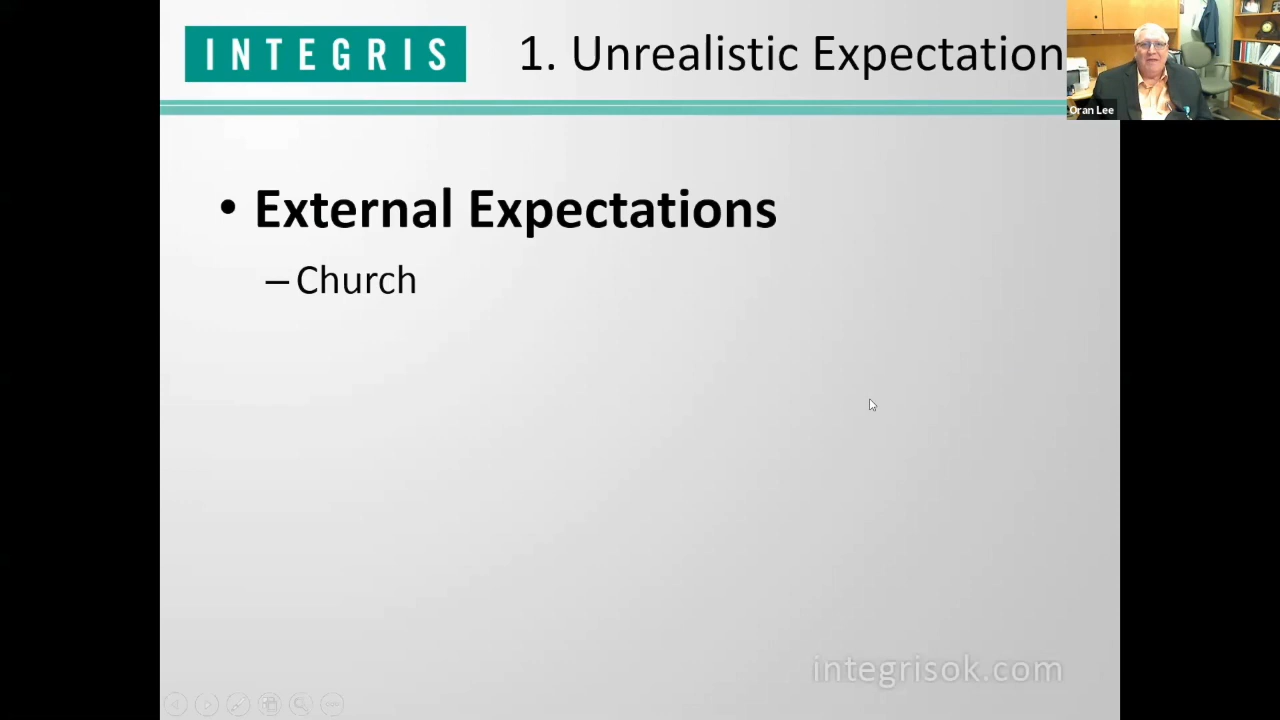 INTEGRIS
1. Unrealistic Expectation
Oran Lee
• External Expectations
– Church
integrisok.com